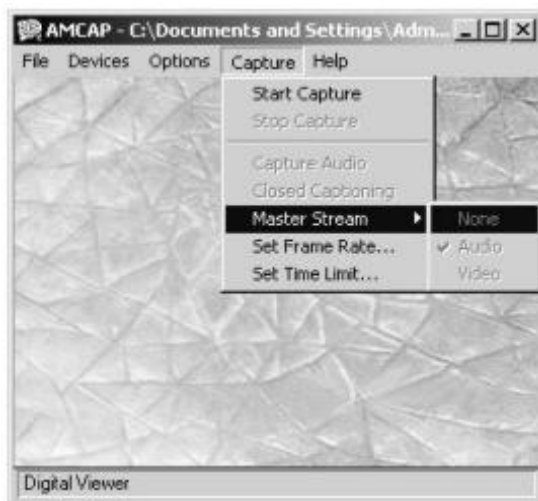 AMCAP - C:\Documents and Settings\Adm...
File Devices Options Capture Help
Start Capture
Stop Capture
Capture Audio
Closed Captioning
Master Stream
None
Set Frame Rate...
Audio
Set Time Limit...
Video
Digital Viewer